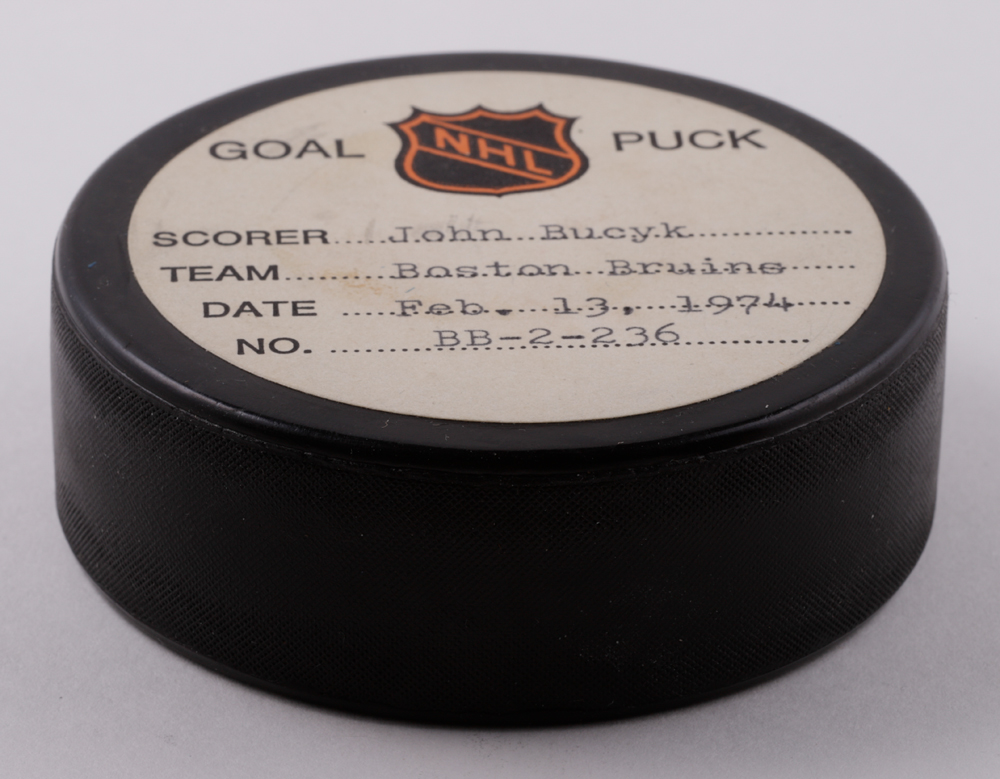 GOAL NHL PUCK
SCORER.....John Bucyk
TEAM.......Boston Bruins
DATE .....Feb. 13, 1974
NO. ........BB-2-236